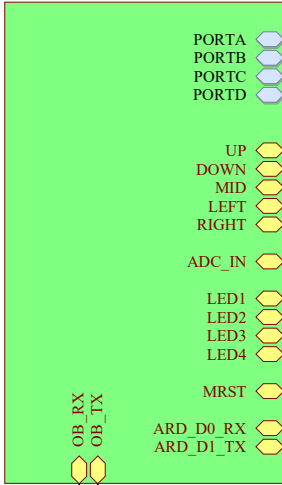 PORTA
PORTB
PORTC
PORTD
UP
DOWN
MID
LEFT
RIGHT
ADC_IN
LED1
LED2
LED3
LED4
MRST
ARD_D0_RX
ARD_D1_TX
OB_RX
OB_TX